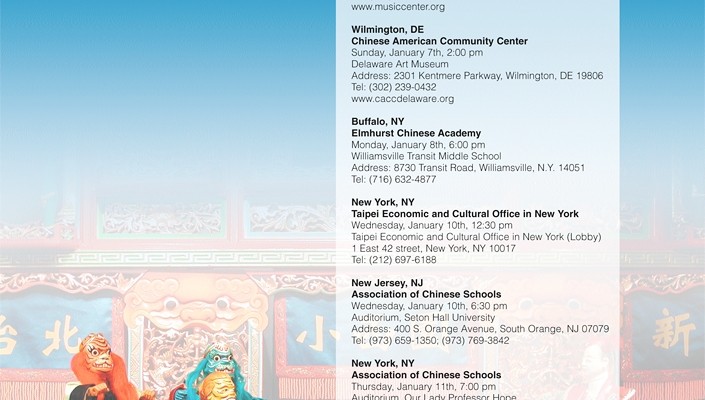 www.musiccenter.org
Wilmington, DE
Chinese American Community Center
Sunday, January 7th, 2:00 pm
Delaware Art Museum
Address: 2301 Kentmere Parkway, Wilmington, DE 19806
Tel: (302) 239-0432
www.caccdelaware.org
Buffalo, NY
Elmhurst Chinese Academy
Monday, January 8th, 6:00 pm
Williamsville Transit Middle School
Address: 8730 Transit Road, Williamsville, N.Y. 14051
Tel: (716) 632-4877
New York, NY
Taipei Economic and Cultural Office in New York
Wednesday, January 10th, 12:30 pm
Taipei Economic and Cultural Office in New York (Lobby)
1 East 42 street, New York, NY 10017
Tel: (212) 697-6188
New Jersey, NJ
Association of Chinese Schools
Wednesday, January 10th, 6:30 pm
Auditorium, Seton Hall University
Address: 400 S. Orange Avenue, South Orange, NJ 07079
Tel: (973) 659-1350; (973) 769-3842
New York, NY
Association of Chinese Schools
Thursday, January 11th, 7:00 pm
Auditorium, Our Lady Professor Hope
台北 小 新